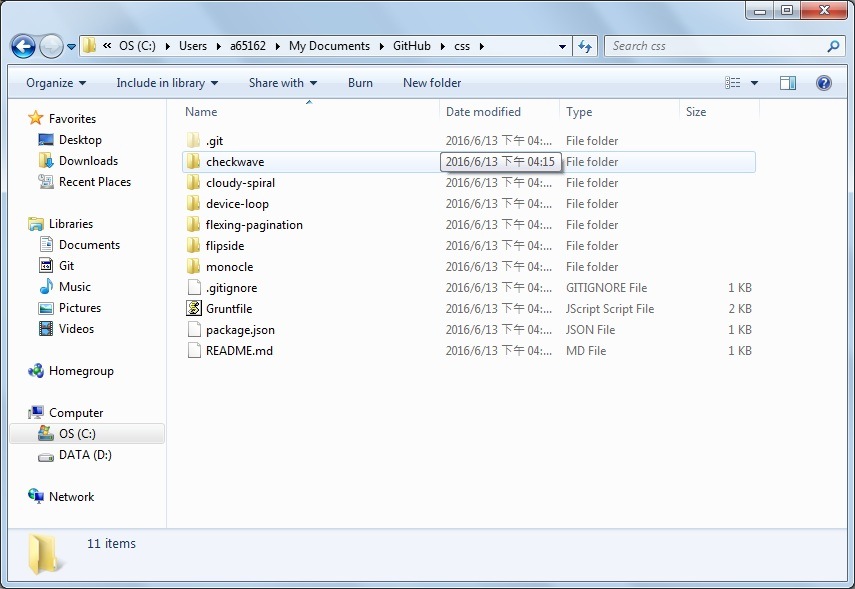 « OS (C:) ▸ Users ▸ a65162 ▸ My Documents ▸ GitHub ▸ css ▸
Search css
Organize Include in library Share with Burn New folder
Favorites
Desktop
Downloads
Recent Places
Libraries
Documents
Git
Music
Pictures
Videos
Homegroup
Computer
OS (C:)
DATA (D:)
Network
Name Date modified Type Size
.git 2016/6/13 下午 04:... File folder
checkwave 2016/6/13 下午 04:15 File folder
cloudy-spiral 2016/6/13 下午 04:... File folder
device-loop 2016/6/13 下午 04:... File folder
flexing-pagination 2016/6/13 下午 04:... File folder
flipside 2016/6/13 下午 04:... File folder
monocle 2016/6/13 下午 04:... File folder
.gitignore 2016/6/13 下午 04:... GITIGNORE File 1 KB
Gruntfile 2016/6/13 下午 04:... JScript Script File 2 KB
package.json 2016/6/13 下午 04:... JSON File 1 KB
README.md 2016/6/13 下午 04:... MD File 1 KB
11 items